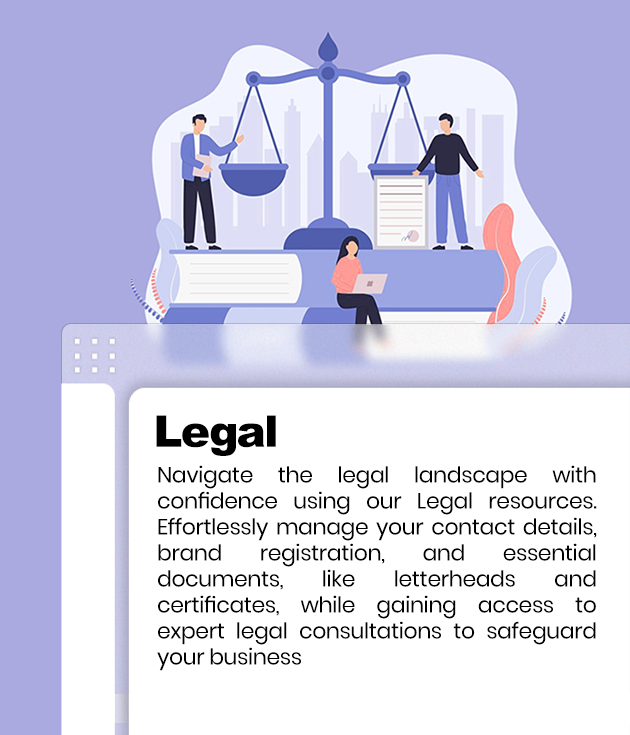 Legal
Navigate the legal landscape with
confidence using our Legal resources.
Effortlessly manage your contact details,
brand registration, and essential
documents, like letterheads and
certificates, while gaining access to
expert legal consultations to safeguard
your business